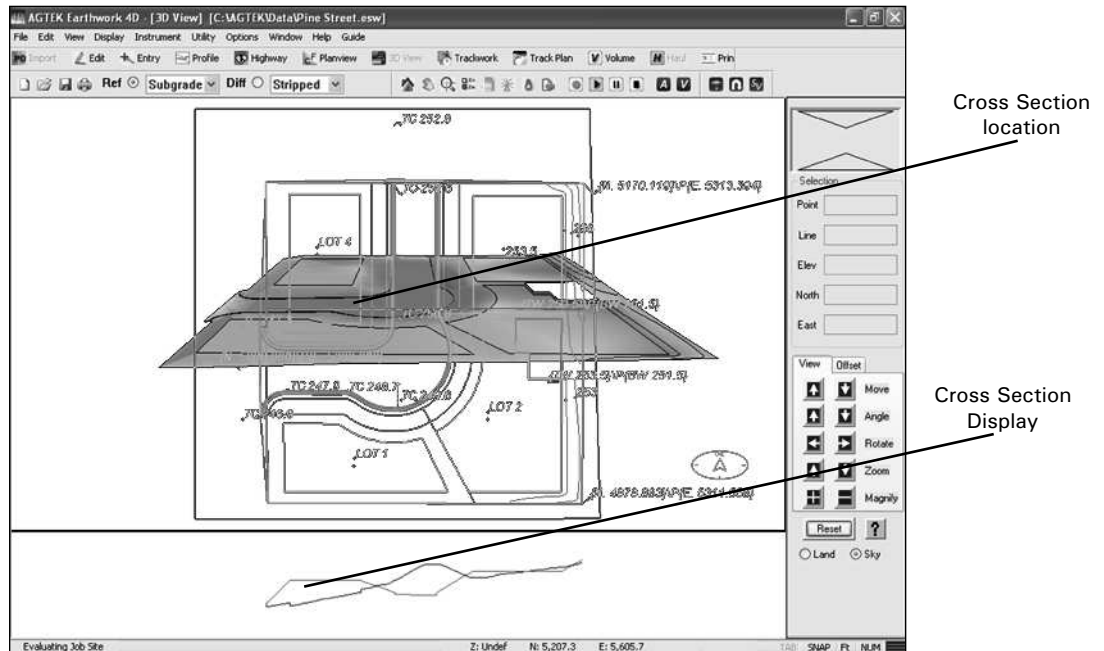 AGTEK Earthwork 4D - [3D View] [C:\AGTEK\Data\Pine Street.esw]
File Edit View Display Instrument Utility Options Window Help Guide
Import Edit Entry Profile Highway Planview 3D View Trackwork Track Plan V Volume H Haul Prin
Ref Subgrade Diff Stripped A V
Cross Section
location
TC 252.9
Selection
Point
Line
Elev
North
East
LOT 4
253.5
View Offset
Move
Angle
Rotate
Zoom
Magnify
Reset ?
Land Sky
Cross Section
Display
TC 247.9
253
LOT 2
LOT 1
Evaluating Job Site Z: Undef N: 5,207.3 E: 5,605.7 TAB SNAP Ft NUM